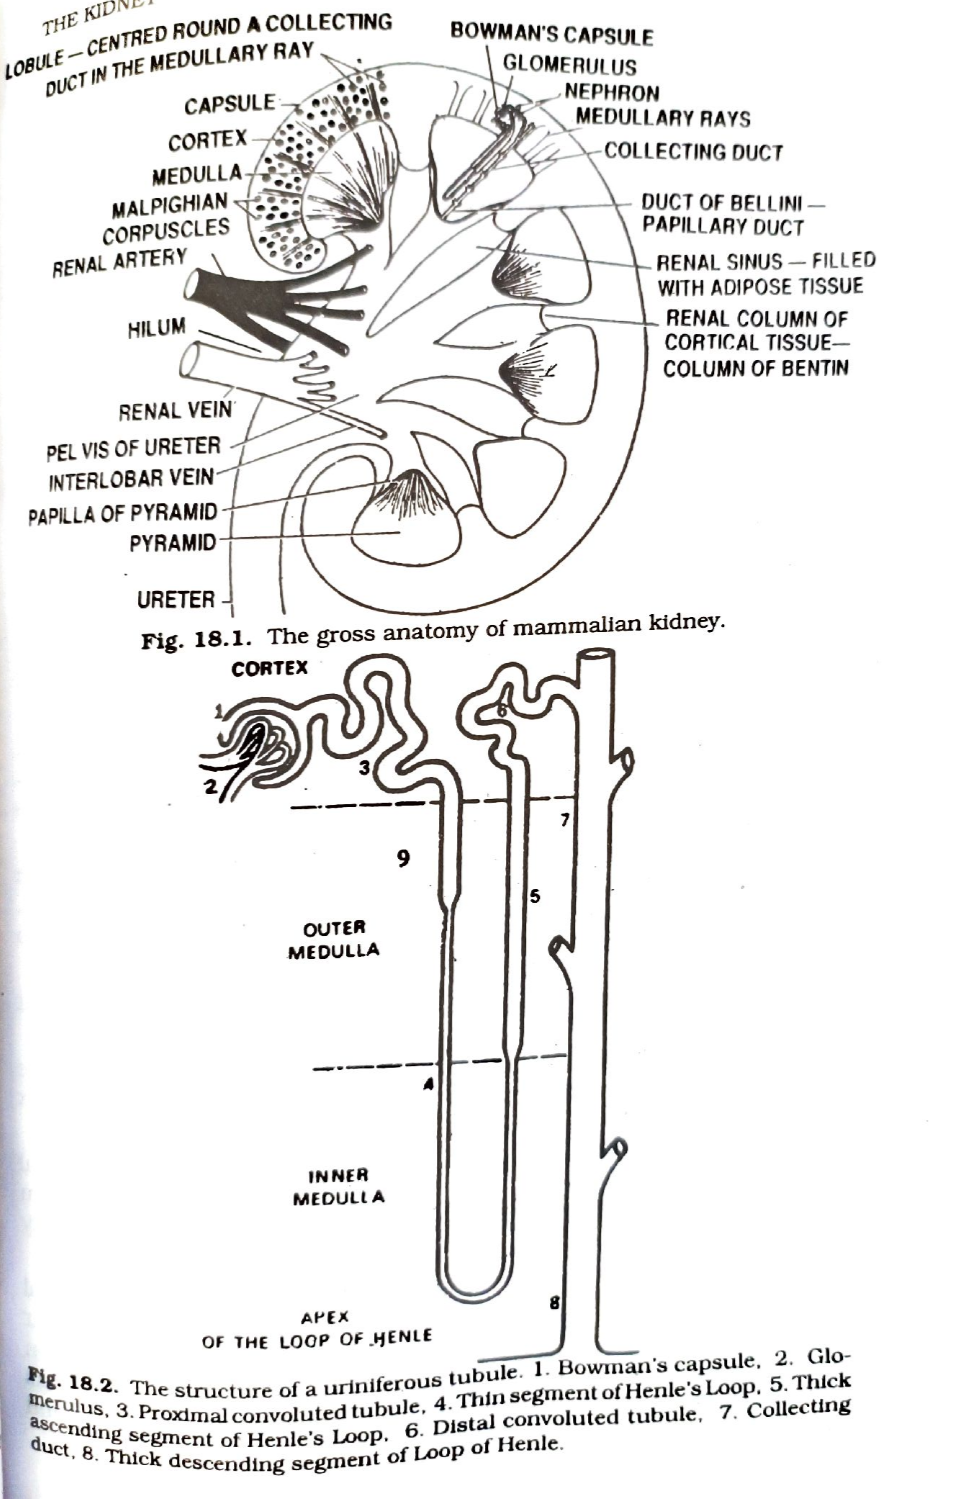 THE KIDNEY
LOBULE — CENTRED ROUND A COLLECTING
DUCT IN THE MEDULLARY RAY
CAPSULE
CORTEX
MEDULLA
MALPIGHIAN
CORPUSCLES
RENAL ARTERY
HILUM
RENAL VEIN
PELVIS OF URETER
INTERLOBAR VEIN
PAPILLA OF PYRAMID
PYRAMID
URETER
BOWMAN'S CAPSULE
GLOMERULUS
NEPHRON
MEDULLARY RAYS
COLLECTING DUCT
DUCT OF BELLINI —
PAPILLARY DUCT
RENAL SINUS — FILLED
WITH ADIPOSE TISSUE
RENAL COLUMN OF
CORTICAL TISSUE—
COLUMN OF BENTIN
Fig. 18.1. The gross anatomy of mammalian kidney.
CORTEX
1
2
3
6
7
9
5
OUTER
MEDULLA
4
INNER
MEDULLA
8
APEX
OF THE LOOP OF HENLE
Fig. 18.2. The structure of a uriniferous tubule. 1. Bowman's capsule, 2. Glo-
merulus, 3. Proximal convoluted tubule, 4. Thin segment of Henle's Loop, 5. Thick
ascending segment of Henle's Loop, 6. Distal convoluted tubule, 7. Collecting
duct, 8. Thick descending segment of Loop of Henle.